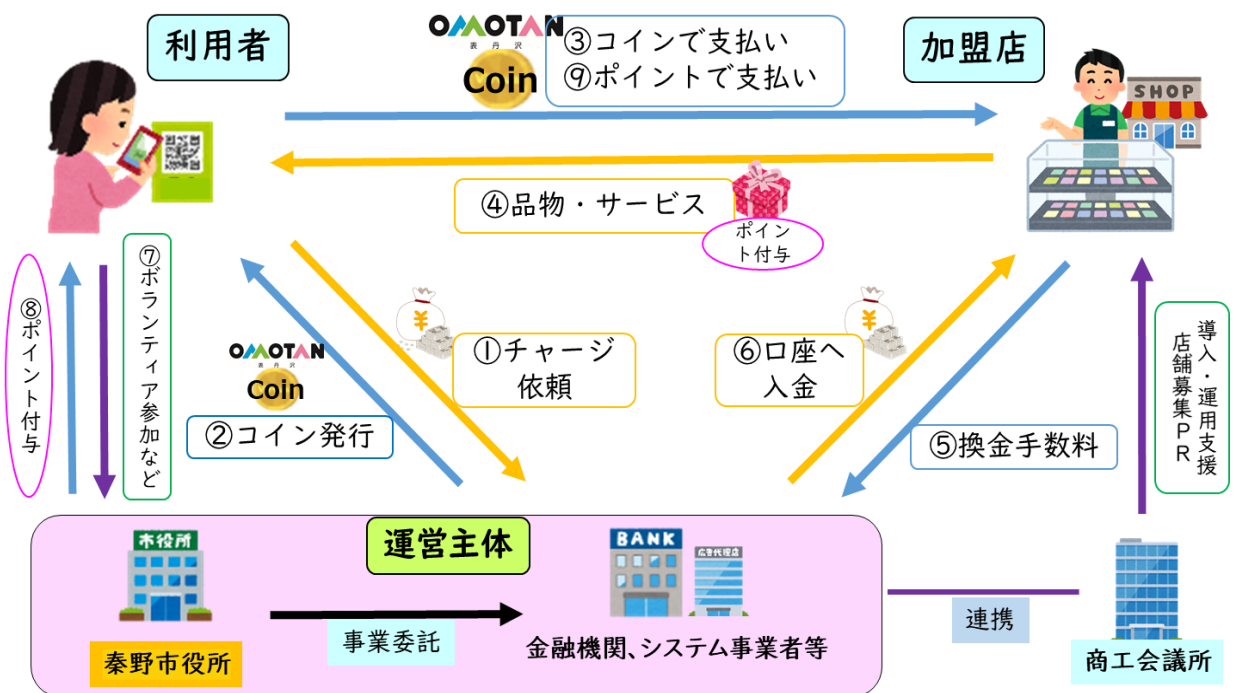 利用者
OMOTAN
表丹沢
Coin
③コインで支払い
⑨ポイントで支払い
加盟店
SHOP
④品物・サービス
ポイン
ト付与
⑧ポイント付与
⑦ボランティア参加など
OMOTAN
表丹沢
Coin
②コイン発行
¥
①チャージ
依頼
¥
⑥口座へ
入金
⑤換金手数料
導入・運用支援
店舗募集PR
運営主体
市役所
秦野市役所
事業委託
BANK
広告代理店
金融機関、システム事業者等
連携
商工会議所